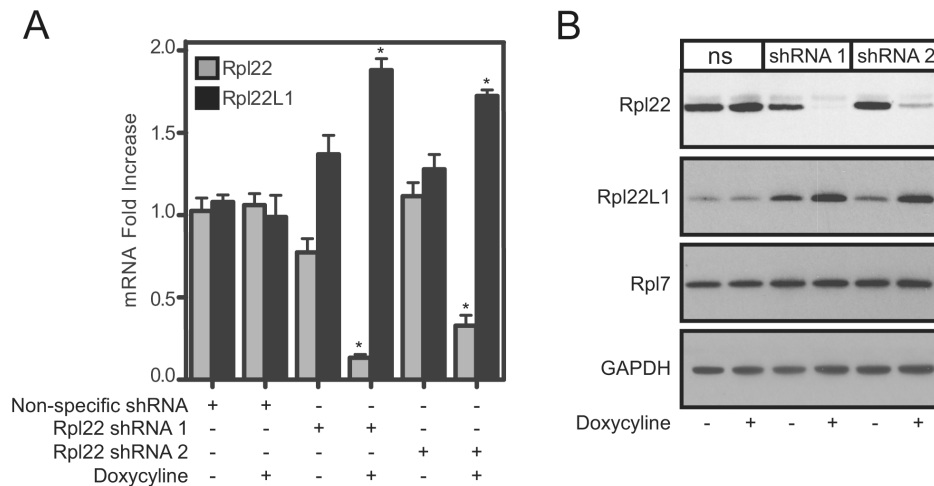 A
2.0
1.5
1.0
0.5
0.0
mRNA Fold Increase
Rpl22
Rpl22L1
*
*
*
*
Non-specific shRNA + + - - - -
Rpl22 shRNA 1 - - + + - -
Rpl22 shRNA 2 - - - - + +
Doxycyline - + - + - +
B
ns shRNA 1 shRNA 2
Rpl22
Rpl22L1
Rpl7
GAPDH
Doxycyline - + - + - +